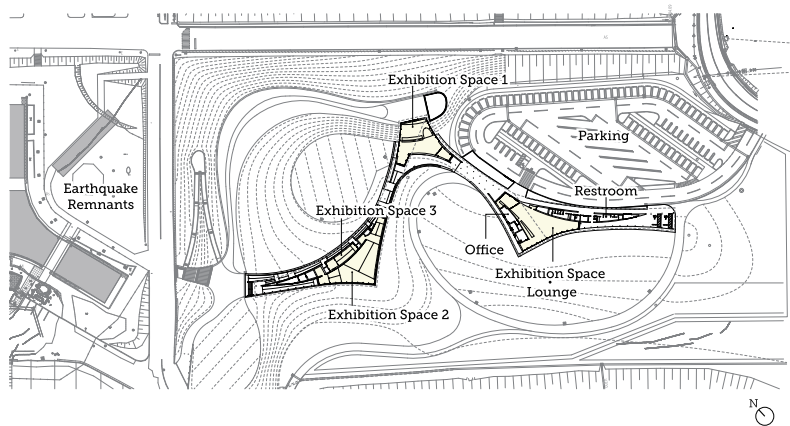 Exhibition Space 1
Parking
Earthquake
Remnants
Restroom
Exhibition Space 3
Office
Exhibition Space
Lounge
Exhibition Space 2
N